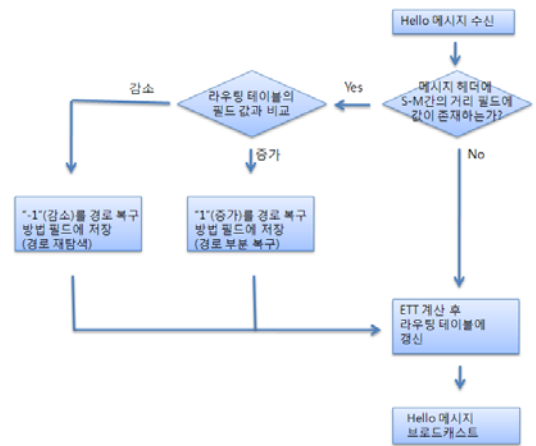 Hello 메시지 수신
메시지 헤더에
S-M간의 거리 필드에
값이 존재하는가?
Yes
No
라우팅 테이블의
필드 값과 비교
감소
증가
"-1"(감소)를 경로 복구
방법 필드에 저장
(경로 재탐색)
"1"(증가)를 경로 복구
방법 필드에 저장
(경로 부분 복구)
ETT 계산 후
라우팅 테이블에
갱신
Hello 메시지
브로드캐스트